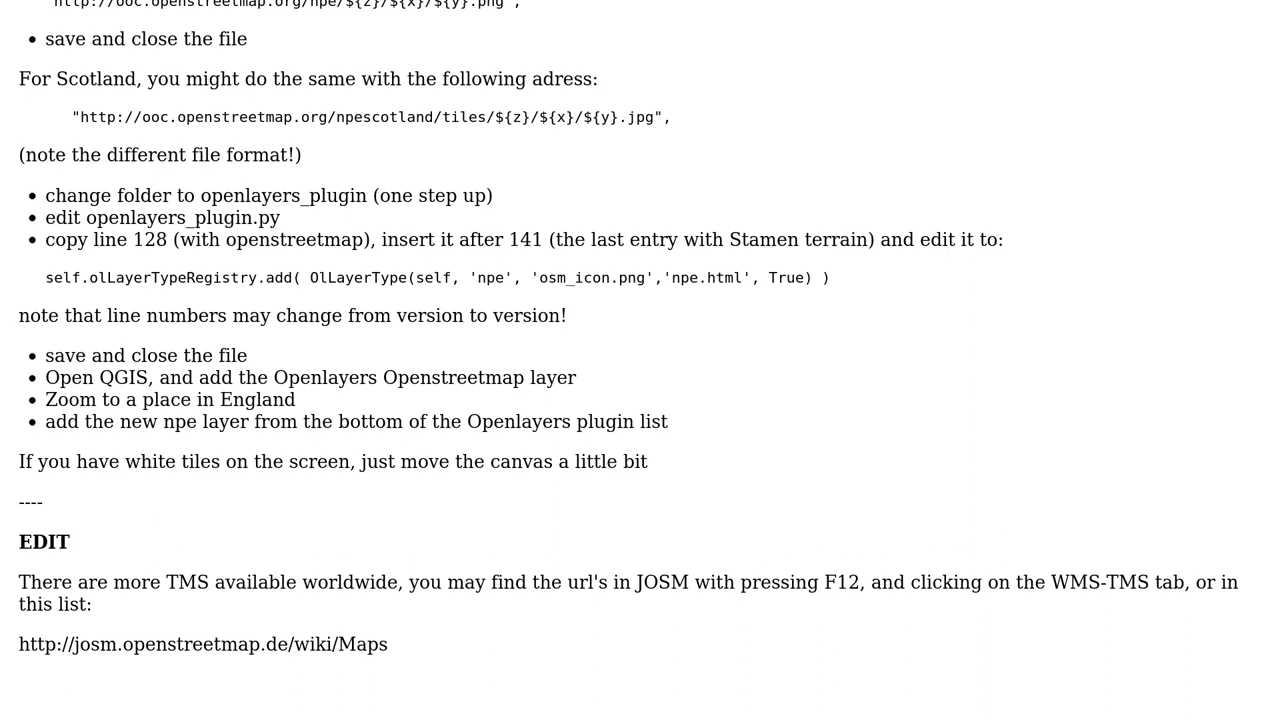 "http://ooc.openstreetmap.org/npe/${z}/${x}/${y}.png",
• save and close the file
For Scotland, you might do the same with the following adress:
"http://ooc.openstreetmap.org/npescotland/tiles/${z}/${x}/${y}.jpg",
(note the different file format!)
• change folder to openlayers_plugin (one step up)
• edit openlayers_plugin.py
• copy line 128 (with openstreetmap), insert it after 141 (the last entry with Stamen terrain) and edit it to:
self.olLayerTypeRegistry.add( OlLayerType(self, 'npe', 'osm_icon.png','npe.html', True) )
note that line numbers may change from version to version!
• save and close the file
• Open QGIS, and add the Openlayers Openstreetmap layer
• Zoom to a place in England
• add the new npe layer from the bottom of the Openlayers plugin list
If you have white tiles on the screen, just move the canvas a little bit
----
EDIT
There are more TMS available worldwide, you may find the url's in JOSM with pressing F12, and clicking on the WMS-TMS tab, or in
this list:
http://josm.openstreetmap.de/wiki/Maps